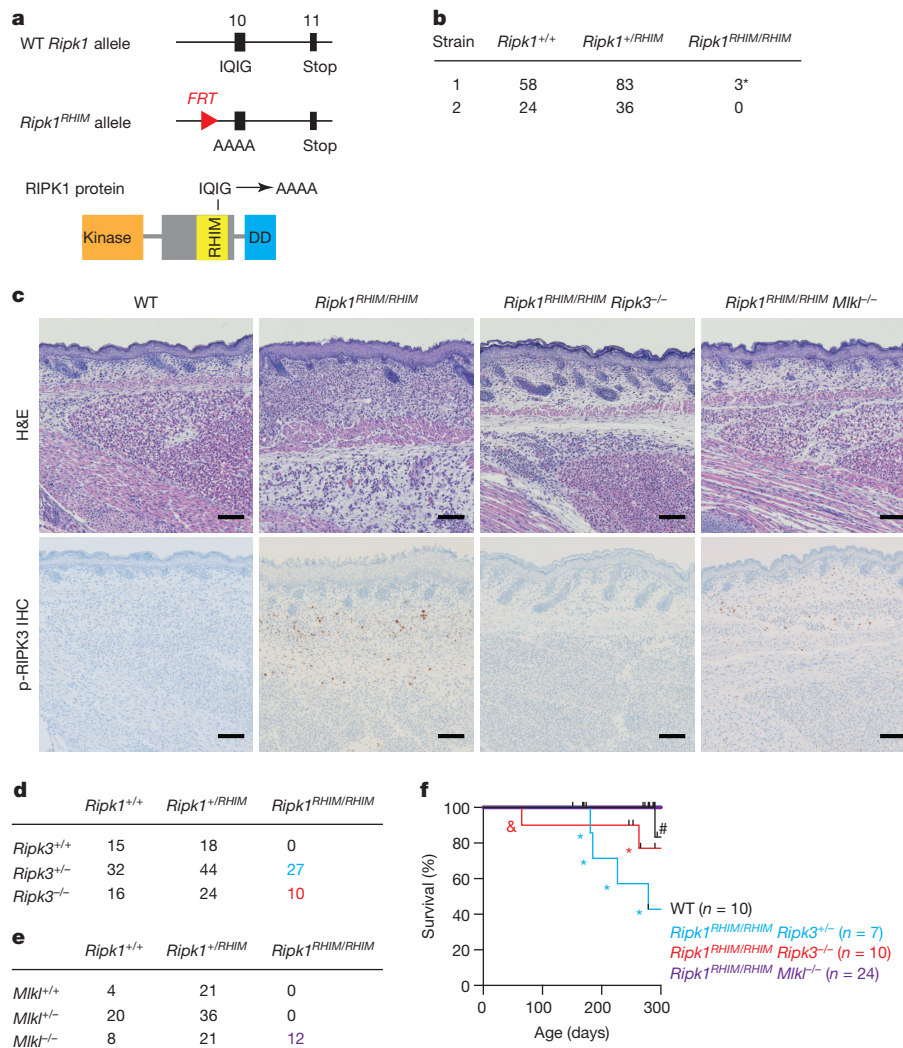 a
10 11
WT Ripk1 allele
IQIG Stop
FRT
Ripk1RHIM allele
AAAA Stop
RIPK1 protein IQIG AAAA
Kinase RHIM DD
b
Strain Ripk1+/+ Ripk1+/RHIM Ripk1RHIM/RHIM
1 58 83 3*
2 24 36 0
c
WT Ripk1RHIM/RHIM Ripk1RHIM/RHIM Ripk3–/– Ripk1RHIM/RHIM Mlkl–/–
H&E
p-RIPK3 IHC
d
Ripk1+/+ Ripk1+/RHIM Ripk1RHIM/RHIM
Ripk3+/+ 15 18 0
Ripk3+/– 32 44 27
Ripk3–/– 16 24 10
e
Ripk1+/+ Ripk1+/RHIM Ripk1RHIM/RHIM
Mlkl+/+ 4 21 0
Mlkl+/– 20 36 0
Mlkl–/– 8 21 12
f
Survival (%)
100
80
60
40
20
0
& * * * * * #
0 100 200 300
Age (days)
WT (n = 10)
Ripk1RHIM/RHIM Ripk3+/– (n = 7)
Ripk1RHIM/RHIM Ripk3–/– (n = 10)
Ripk1RHIM/RHIM Mlkl–/– (n = 24)